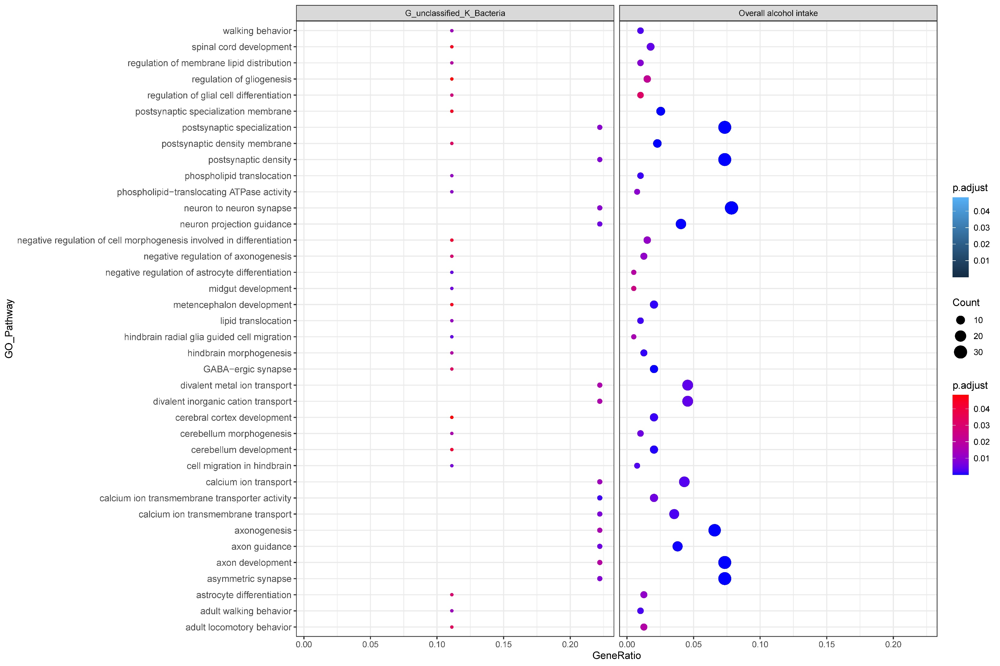 G_unclassified_K_Bacteria
Overall alcohol intake
walking behavior
spinal cord development
regulation of membrane lipid distribution
regulation of gliogenesis
regulation of glial cell differentiation
postsynaptic specialization membrane
postsynaptic specialization
postsynaptic density membrane
postsynaptic density
phospholipid translocation
phospholipid−translocating ATPase activity
neuron to neuron synapse
neuron projection guidance
negative regulation of cell morphogenesis involved in differentiation
negative regulation of axonogenesis
negative regulation of astrocyte differentiation
midgut development
metencephalon development
lipid translocation
hindbrain radial glia guided cell migration
hindbrain morphogenesis
GABA−ergic synapse
divalent metal ion transport
divalent inorganic cation transport
cerebral cortex development
cerebellum morphogenesis
cerebellum development
cell migration in hindbrain
calcium ion transport
calcium ion transmembrane transporter activity
calcium ion transmembrane transport
axonogenesis
axon guidance
axon development
asymmetric synapse
astrocyte differentiation
adult walking behavior
adult locomotory behavior
GO_Pathway
0.00 0.05 0.10 0.15 0.20
0.00 0.05 0.10 0.15 0.20
GeneRatio
p.adjust
0.04
0.03
0.02
0.01
Count
10
20
30
p.adjust
0.04
0.03
0.02
0.01